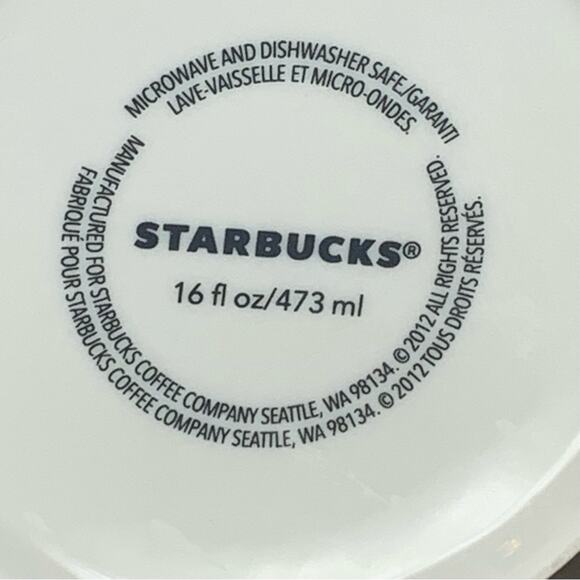 MICROWAVE AND DISHWASHER SAFE/GARANTI
LAVE-VAISSELLE ET MICRO-ONDES.
STARBUCKS®
16 fl oz/473 ml
MANUFACTURED FOR STARBUCKS COFFEE COMPANY SEATTLE, WA 98134. © 2012 ALL RIGHTS RESERVED.
FABRIQUÉ POUR STARBUCKS COFFEE COMPANY SEATTLE, WA 98134. © 2012 TOUS DROITS RÉSERVÉS.